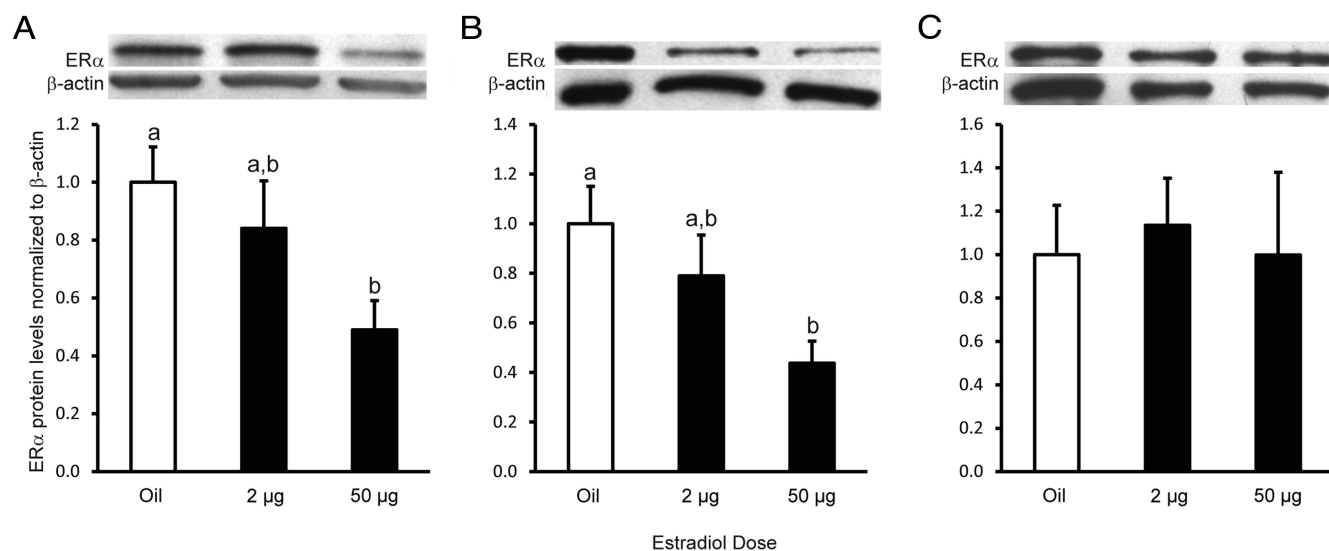 A
ERα
β-actin
ERα protein levels normalized to β-actin
1.2
1.0
0.8
0.6
0.4
0.2
0.0
a
a,b
b
Oil
2 µg
50 µg
B
ERα
β-actin
1.4
1.2
1.0
0.8
0.6
0.4
0.2
0.0
a
a,b
b
Oil
2 µg
50 µg
C
ERα
β-actin
1.6
1.4
1.2
1.0
0.8
0.6
0.4
0.2
0.0
Oil
2 µg
50 µg
Estradiol Dose